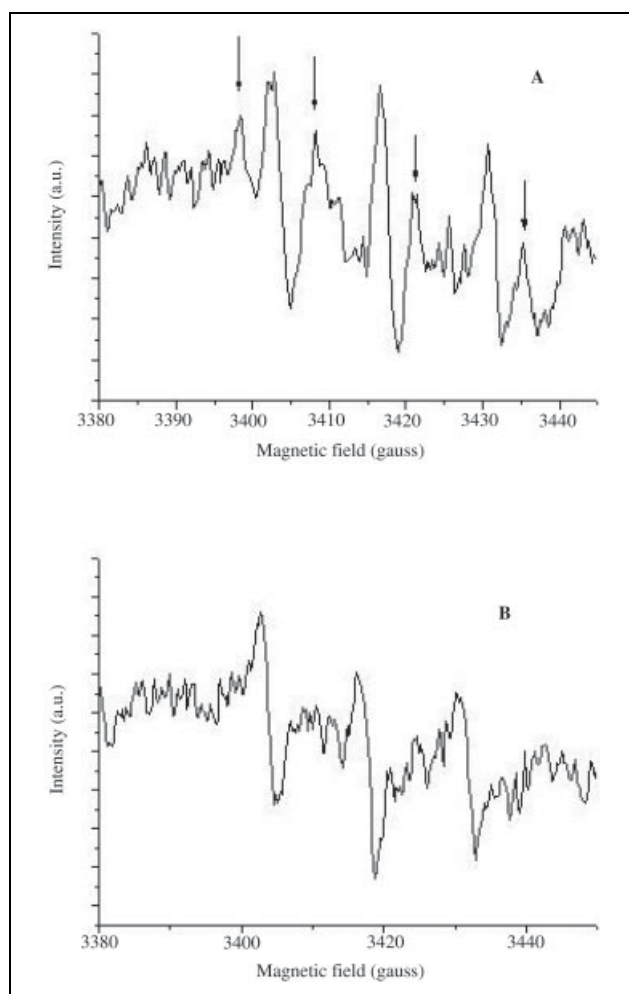 A
Intensity (a.u.)
3380 3390 3400 3410 3420 3430 3440
Magnetic field (gauss)
B
Intensity (a.u.)
3380 3400 3420 3440
Magnetic field (gauss)